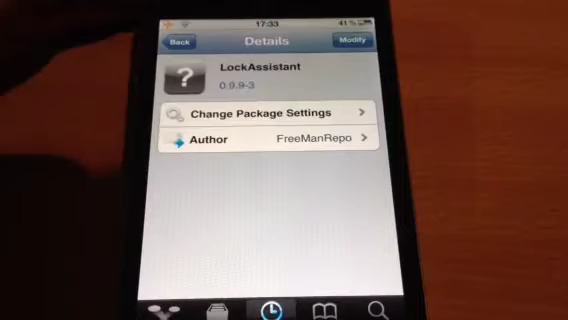 17:33
41%
Back
Details
Modify
?
LockAssistant
0.9.9-3
Change Package Settings
Author
FreeManRepo